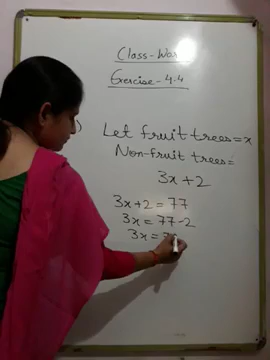 Class-Wor
Exercise-4.4
Let fruit trees=x
Non-fruit trees=
3x+2
3x+2=77
3x=77-2
3x=7